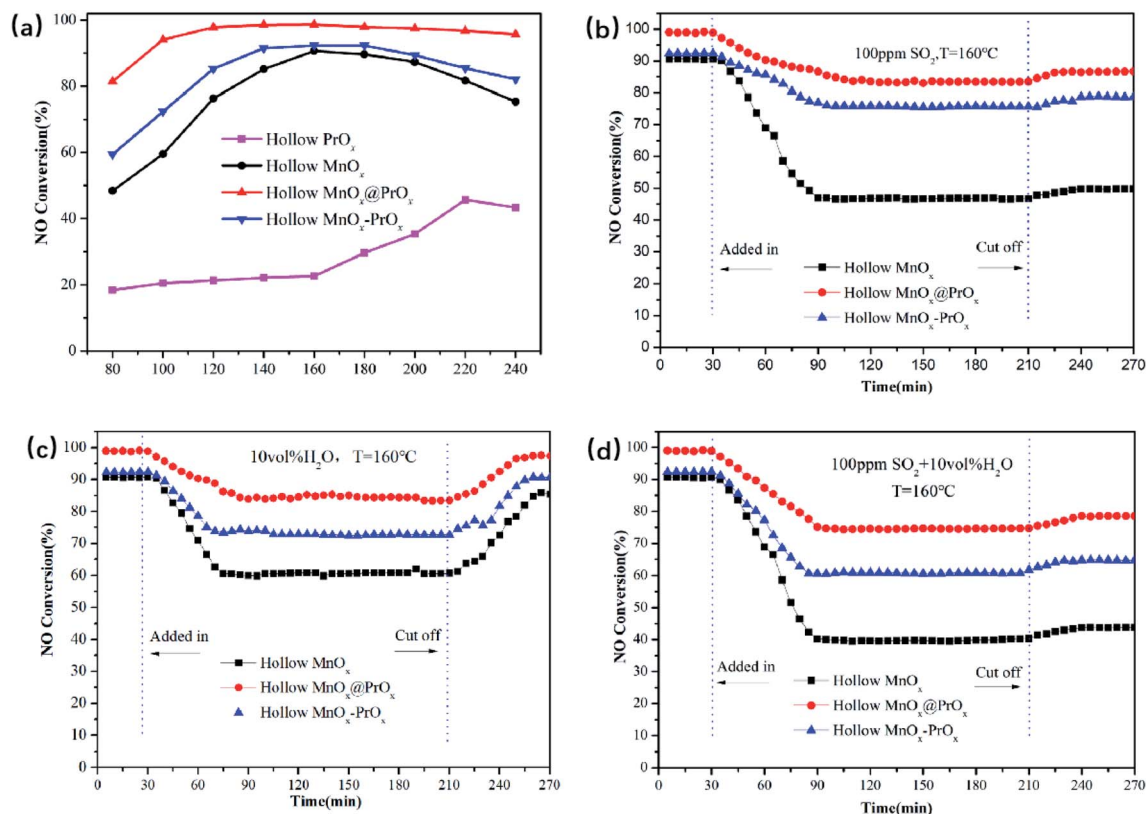 (a)
NO Conversion(%)
100
80
60
40
20
0
Hollow PrOₓ
Hollow MnOₓ
Hollow MnOₓ@PrOₓ
Hollow MnOₓ-PrOₓ
80 100 120 140 160 180 200 220 240
(b)
NO Conversion(%)
100
90
80
70
60
50
40
30
20
10
0
100ppm SO₂,T=160℃
Added in
Cut off
Hollow MnOₓ
Hollow MnOₓ@PrOₓ
Hollow MnOₓ-PrOₓ
0 30 60 90 120 150 180 210 240 270
Time(min)
(c)
NO Conversion(%)
100
90
80
70
60
50
40
30
20
10
0
10vol%H₂O, T=160℃
Added in
Cut off
Hollow MnOₓ
Hollow MnOₓ@PrOₓ
Hollow MnOₓ-PrOₓ
0 30 60 90 120 150 180 210 240 270
Time(min)
(d)
NO Conversion(%)
100
90
80
70
60
50
40
30
20
10
0
100ppm SO₂+10vol%H₂O
T=160℃
Added in
Cut off
Hollow MnOₓ
Hollow MnOₓ@PrOₓ
Hollow MnOₓ-PrOₓ
0 30 60 90 120 150 180 210 240 270
Time(min)